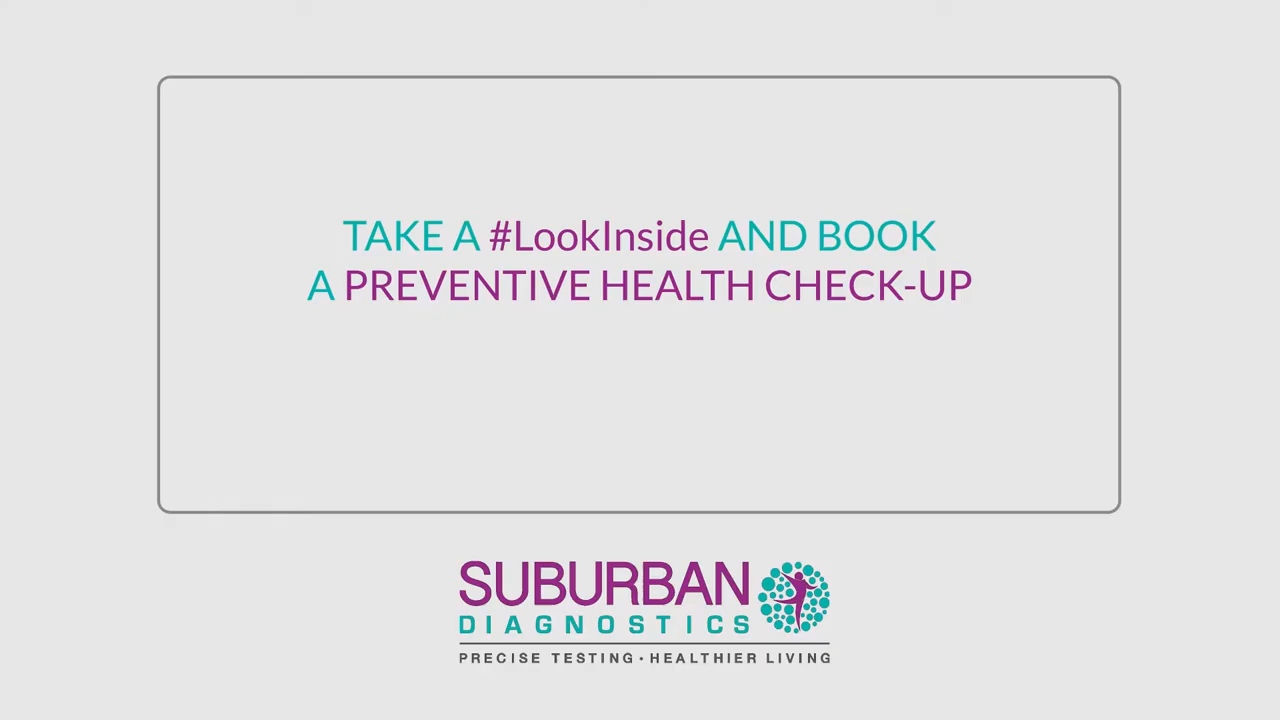 TAKE A #LookInside AND BOOK
A PREVENTIVE HEALTH CHECK-UP
SUBURBAN
DIAGNOSTICS
PRECISE TESTING · HEALTHIER LIVING